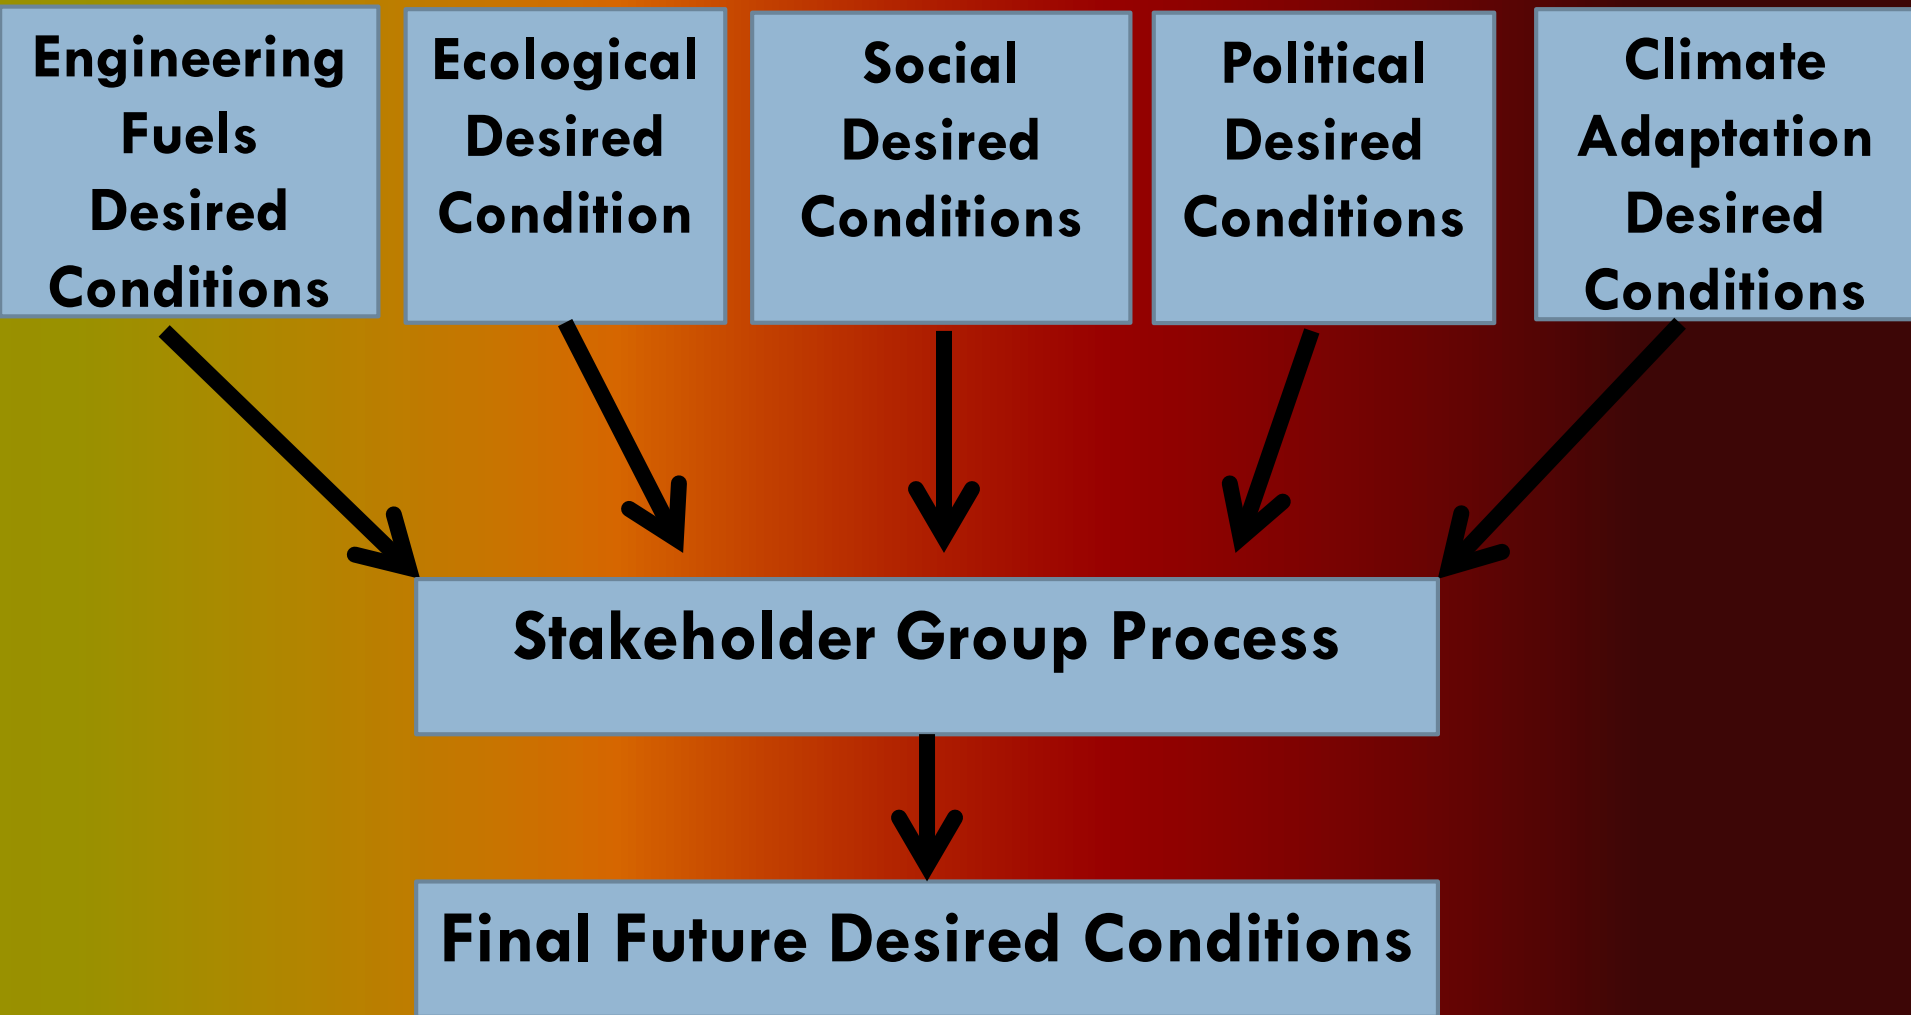 Engineering
Fuels
Desired
Conditions
Ecological
Desired
Condition
Social
Desired
Conditions
Political
Desired
Conditions
Climate
Adaptation
Desired
Conditions
Stakeholder Group Process
Final Future Desired Conditions